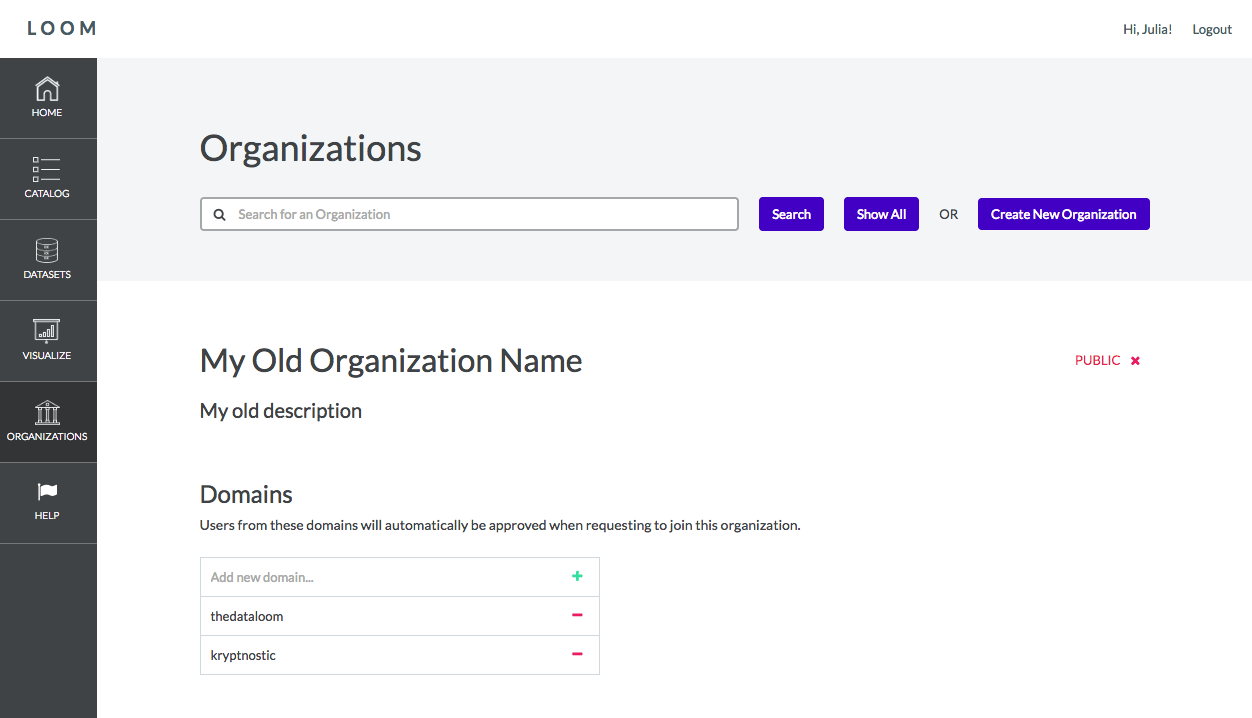 LOOM
Hi, Julia! Logout
HOME
CATALOG
DATASETS
VISUALIZE
ORGANIZATIONS
HELP
Organizations
Search for an Organization Search Show All OR Create New Organization
My Old Organization Name PUBLIC
My old description
Domains
Users from these domains will automatically be approved when requesting to join this organization.
Add new domain...
thedataloom
kryptnostic